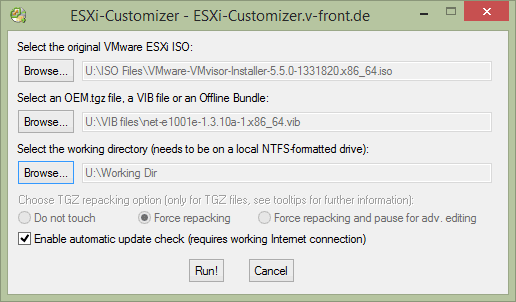 ESXi-Customizer - ESXi-Customizer.v-front.de
Select the original VMware ESXi ISO:
Browse... U:\ISO Files\VMware-VMvisor-Installer-5.5.0-1331820.x86_64.iso
Select an OEM.tgz file, a VIB file or an Offline Bundle:
Browse... U:\VIB files\net-e1001e-1.3.10a-1.x86_64.vib
Select the working directory (needs to be on a local NTFS-formatted drive):
Browse... U:\Working Dir
Choose TGZ repacking option (only for TGZ files, see tooltips for further information):
Do not touch Force repacking Force repacking and pause for adv. editing
Enable automatic update check (requires working Internet connection)
Run! Cancel